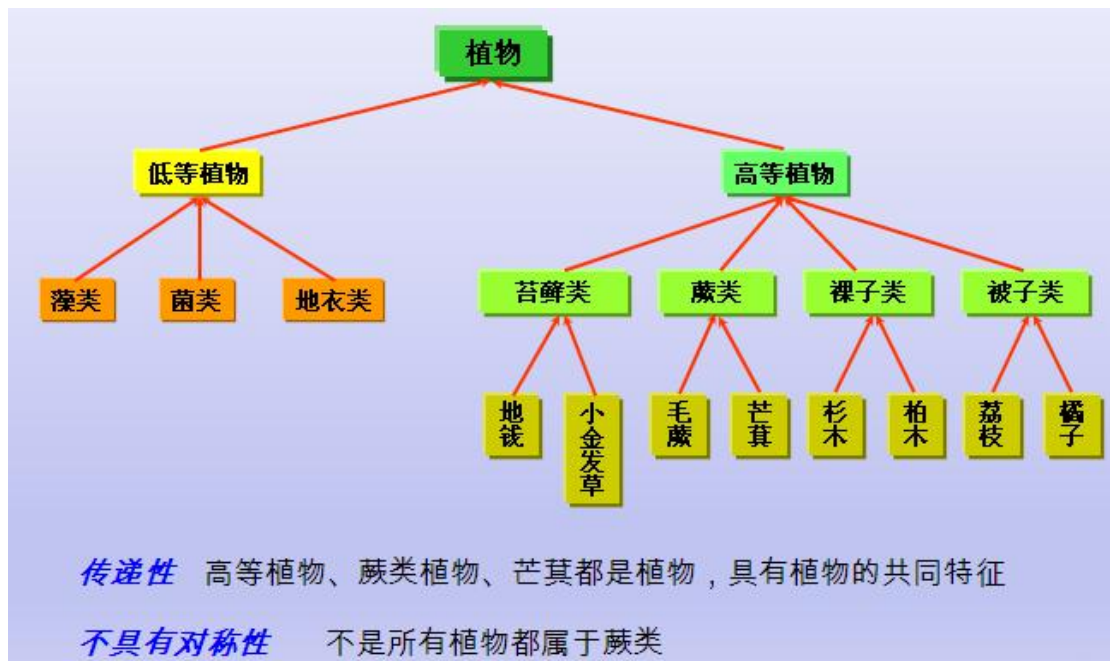 植物
低等植物
高等植物
藻类
菌类
地衣类
苔藓类
蕨类
裸子类
被子类
地钱
小金发草
毛蕨
芒萁
杉木
柏木
荔枝
橘子
传递性 高等植物、蕨类植物、芒萁都是植物，具有植物的共同特征
不具有对称性 不是所有植物都属于蕨类